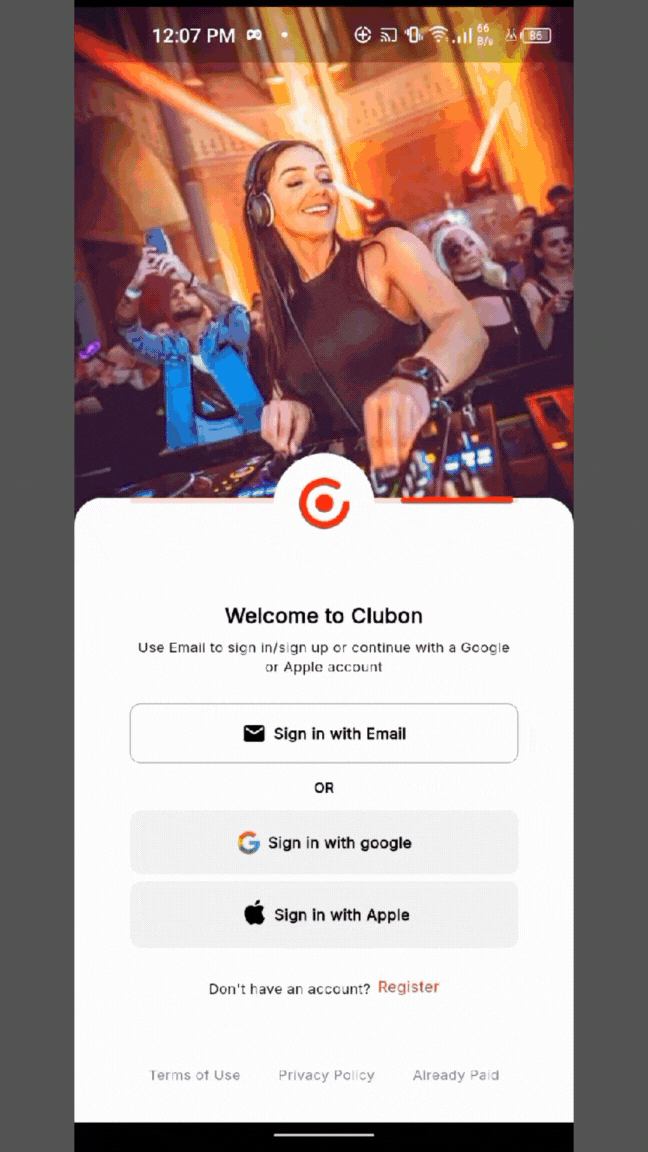 12:07 PM 66 B/s 86
Welcome to Clubon
Use Email to sign in/sign up or continue with a Google
or Apple account
Sign in with Email
OR
Sign in with google
Sign in with Apple
Don't have an account? Register
Terms of Use Privacy Policy Already Paid